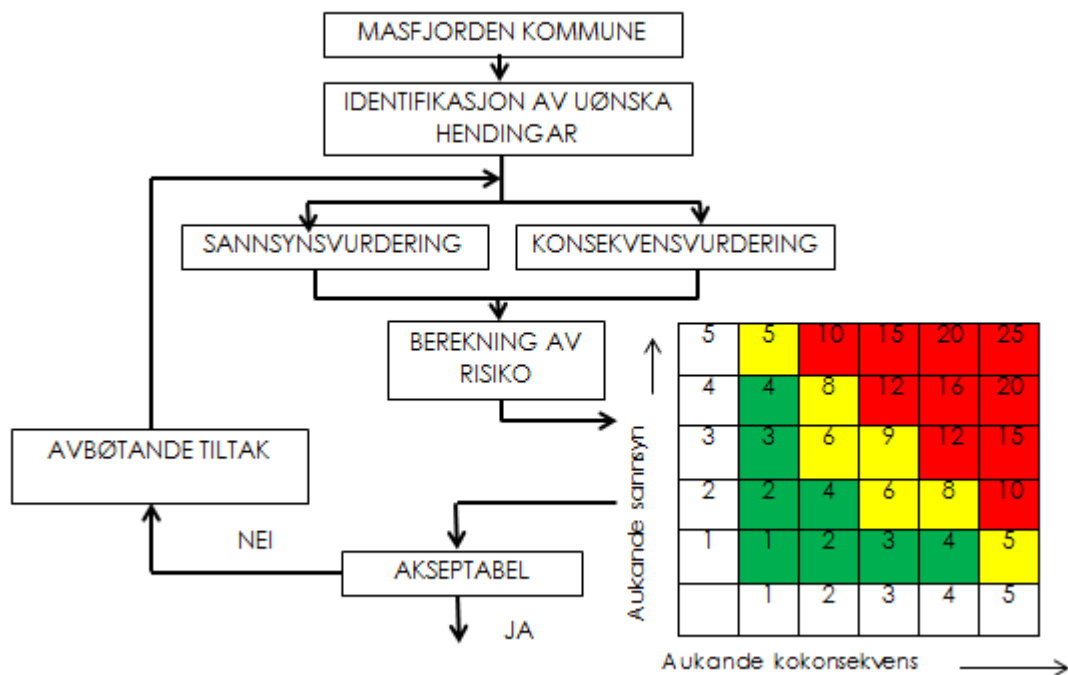 MASFJORDEN KOMMUNE
IDENTIFIKASJON AV UØNSKA
HENDINGAR
SANNSYNSVURDERING
KONSEKVENSVURDERING
BEREKNING AV
RISIKO
AVBØTANDE TILTAK
NEI
AKSEPTABEL
JA
Aukande sannsyn
5 5 10 15 20 25
4 4 8 12 16 20
3 3 6 9 12 15
2 2 4 6 8 10
1 1 2 3 4 5
1 2 3 4 5
Aukande kokonsekvens